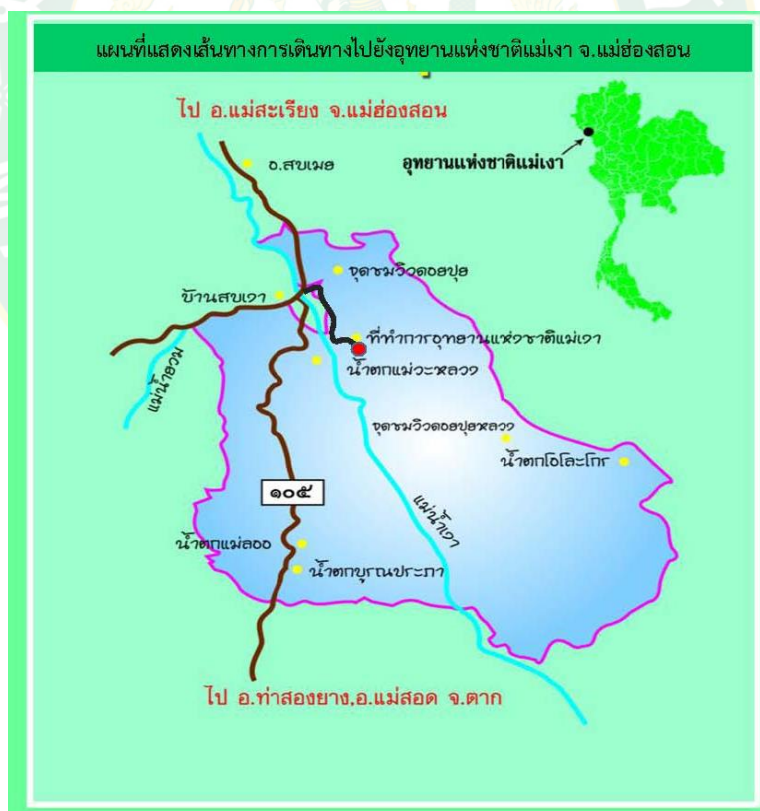 แผนที่แสดงเส้นทางการเดินทางไปยังอุทยานแห่งชาติแม่เงา จ.แม่ฮ่องสอน
ไป อ.แม่สะเรียง จ.แม่ฮ่องสอน
อ.สบเมย
อุทยานแห่งชาติแม่เงา
จุดชมวิวดอยปุย
บ้านสบเงา
ที่ทำการอุทยานแห่งชาติแม่เงา
น้ำตกแม่วะหลวง
แม่น้ำยวม
จุดชมวิวดอยปุยหลวง
น้ำตกโอโละโกร
๑๐๕
แม่น้ำเงา
น้ำตกแม่ลออ
น้ำตกบูรณประภา
ไป อ.ท่าสองยาง,อ.แม่สอด จ.ตาก